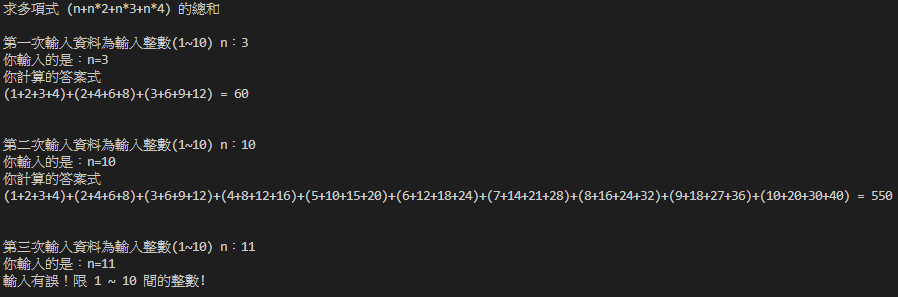 求多項式 (n+n*2+n*3+n*4) 的總和
第一次輸入資料為輸入整數(1~10) n：3
你輸入的是：n=3
你計算的答案式
(1+2+3+4)+(2+4+6+8)+(3+6+9+12) = 60
第二次輸入資料為輸入整數(1~10) n：10
你輸入的是：n=10
你計算的答案式
(1+2+3+4)+(2+4+6+8)+(3+6+9+12)+(4+8+12+16)+(5+10+15+20)+(6+12+18+24)+(7+14+21+28)+(8+16+24+32)+(9+18+27+36)+(10+20+30+40) = 550
第三次輸入資料為輸入整數(1~10) n：11
你輸入的是：n=11
輸入有誤！限 1 ~ 10 間的整數!